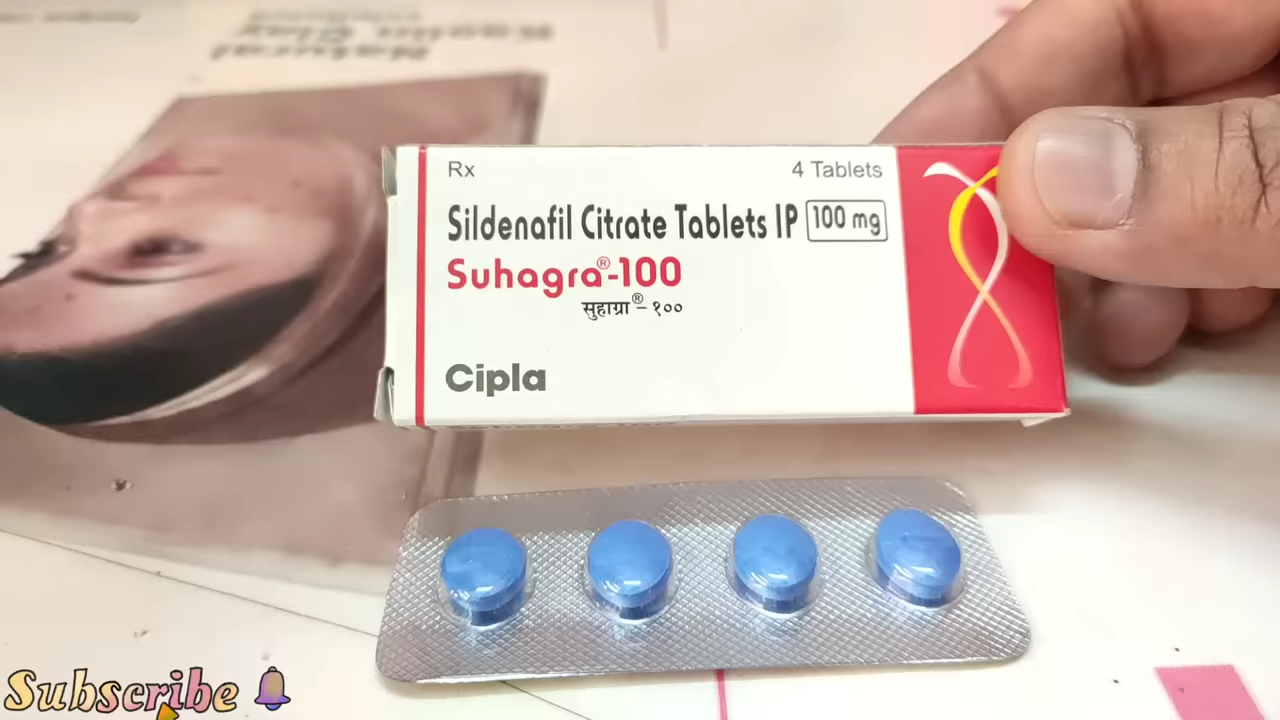 Rx
4 Tablets
Sildenafil Citrate Tablets IP 100 mg
Suhagra®-100
सुहाग्रा®-१००
Cipla
Subscribe